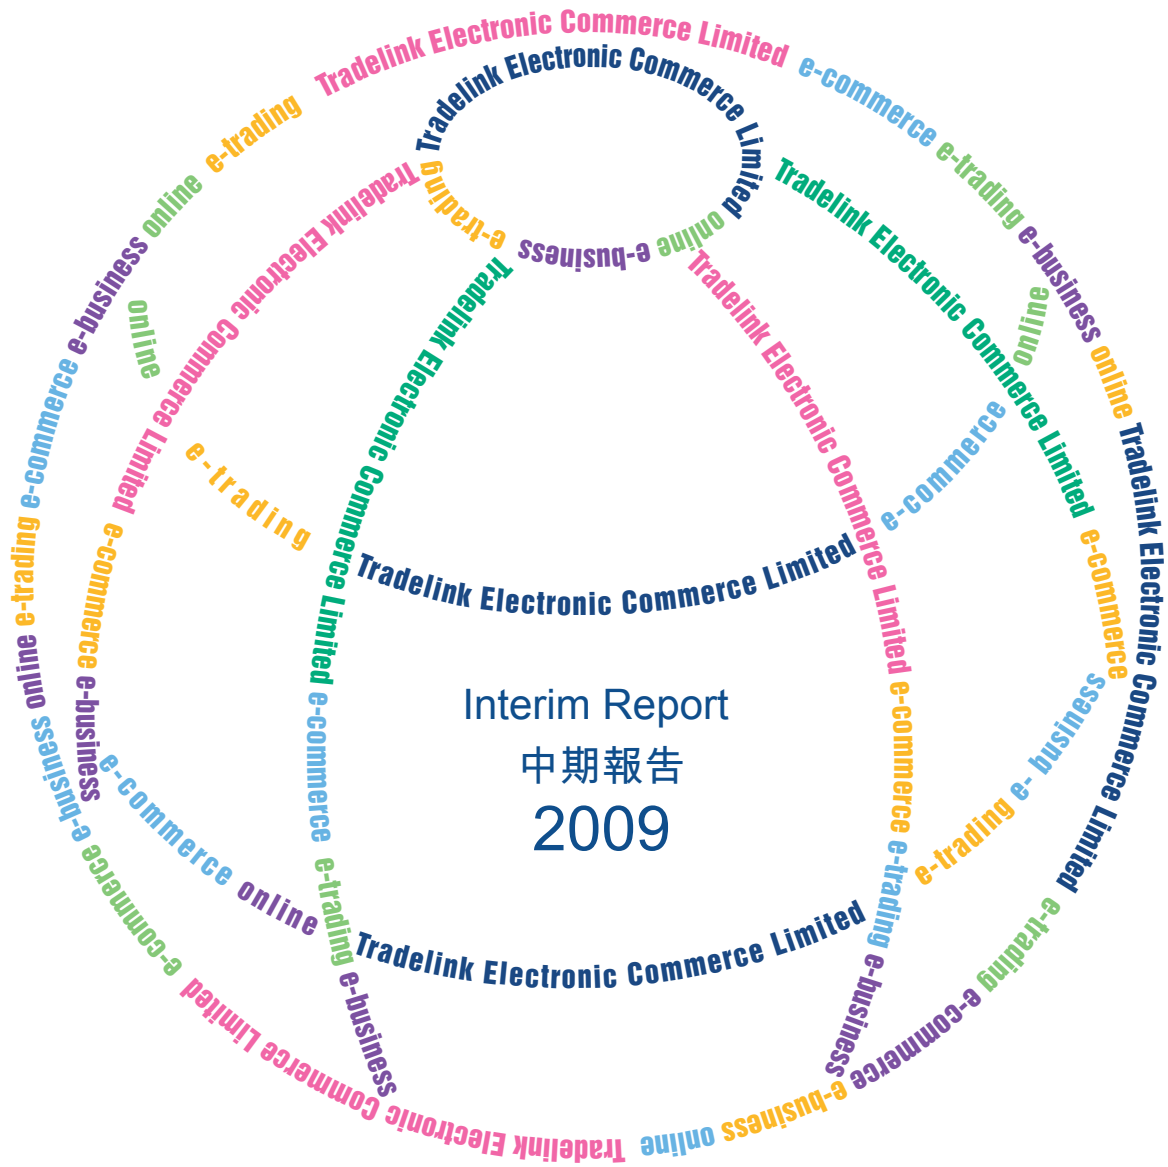 Tradelink Electronic Commerce Limited
e-commerce
e-trading
e-business
online
Tradelink Electronic Commerce Limited
e-trading
e-commerce
e-business
online
Tradelink Electronic Commerce Limited
e-commerce
e-business
online
e-trading
e-commerce
e-business
online
e-trading
Tradelink Electronic Commerce Limited
online
e-business
e-trading
Tradelink Electronic Commerce Limited
e-commerce
e-business
Tradelink Electronic Commerce Limited
e-commerce
e-trading
e-business
Tradelink Electronic Commerce Limited
e-commerce
e-trading
e-business
Tradelink Electronic Commerce Limited
e-commerce
online
e-trading
Tradelink Electronic Commerce Limited
e-commerce
online
Interim Report
中期報告
2009
e-commerce
online
Tradelink Electronic Commerce Limited
e-trading
e- business